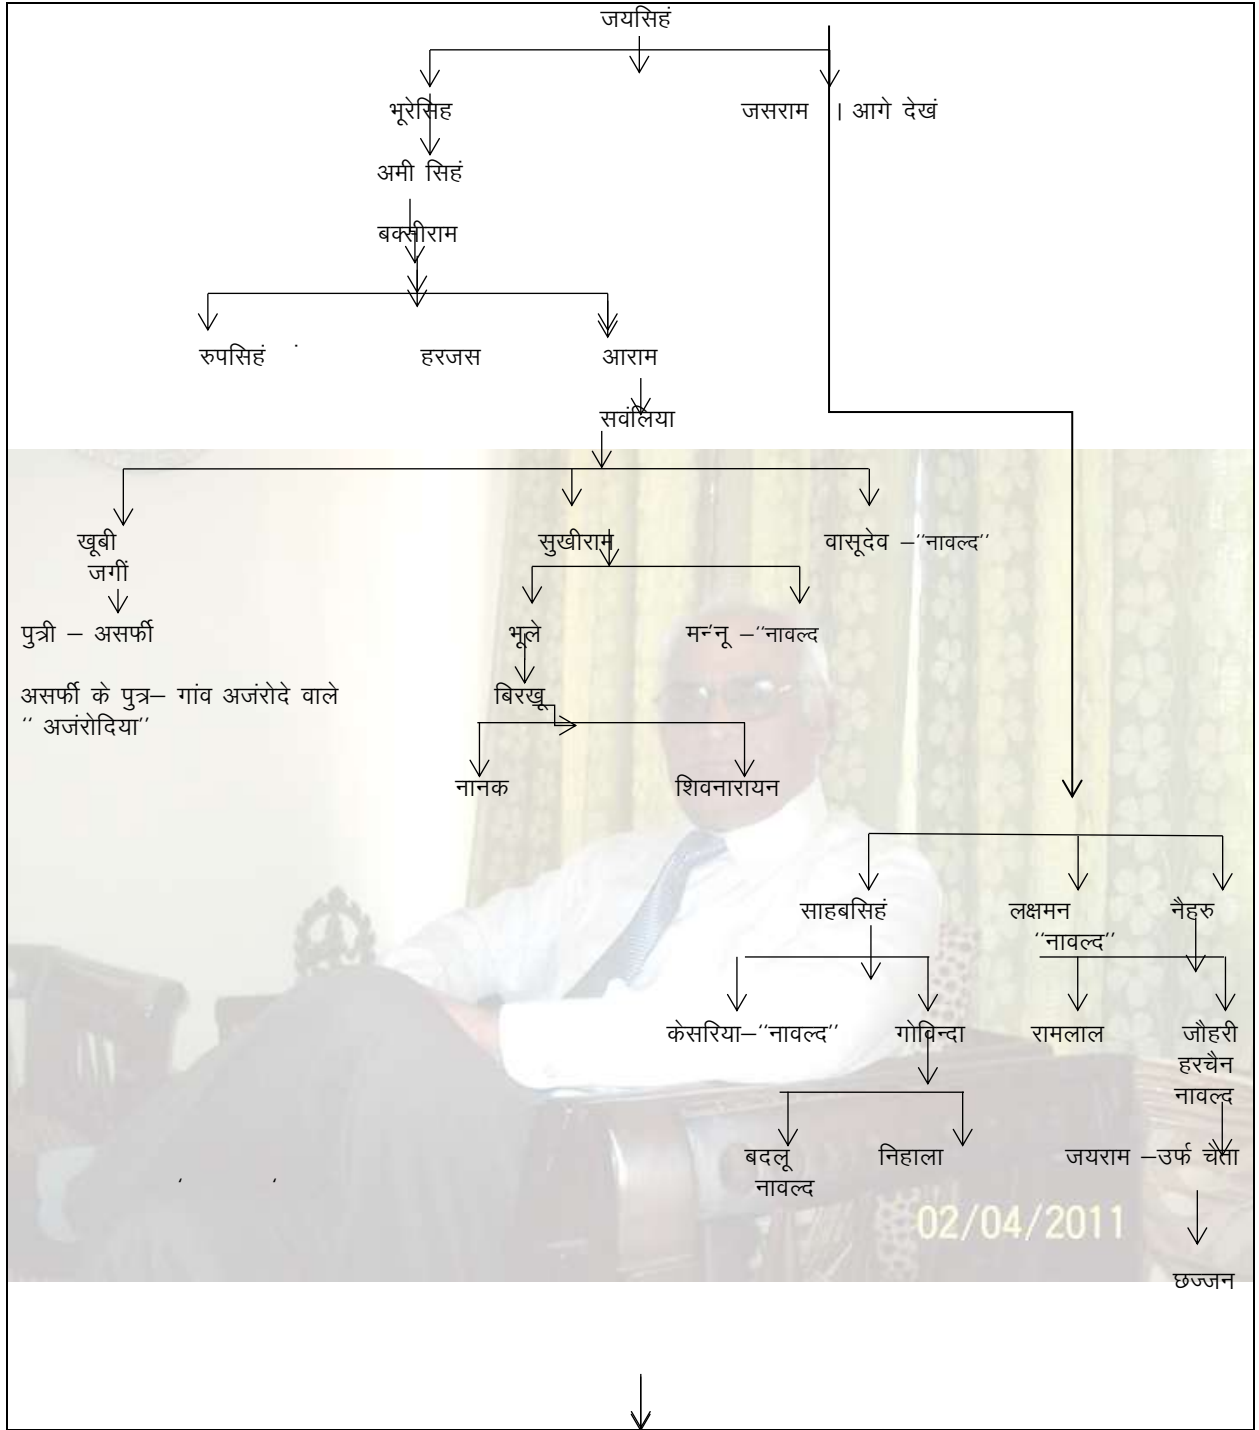 जयसिहं
भूरेसिह जसराम । आगे देखं
अमी सिहं
बक्सीराम
रुपसिहं हरजस आराम
सवंलिया
खूबी सुखीराम वासूदेव –‘‘नावल्द’’
जगीं
पुत्री – असर्फी भूले मन्‘नू –‘‘नावल्द
असर्फी के पुत्र– गांव अजंरोदे वाले बिरखू
‘‘ अजंरोदिया’’
नानक शिवनारायन
साहबसिहं लक्षमन नैहरु
‘‘नावल्द’’
केसरिया–‘‘नावल्द’’ गोविन्दा रामलाल जौहरी
हरचैन
नावल्द
बदलू निहाला जयराम –उर्फ चैता
नावल्द
02/04/2011
छज्जन